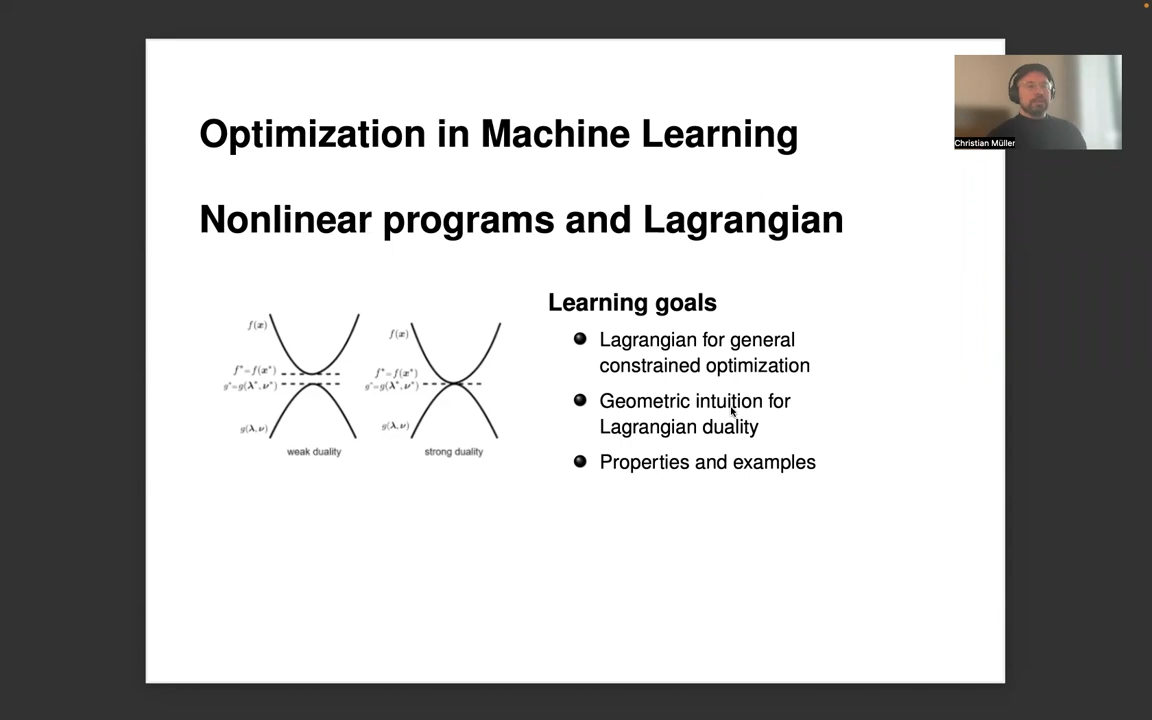 Optimization in Machine Learning
Nonlinear programs and Lagrangian
Christian Müller
Learning goals
Lagrangian for general
constrained optimization
Geometric intuition for
Lagrangian duality
Properties and examples
f(x)
f*=f(x*)
g*=g(λ*,ν*)
g(λ,ν)
weak duality
f(x)
f*=f(x*)
g*=g(λ*,ν*)
g(λ,ν)
strong duality